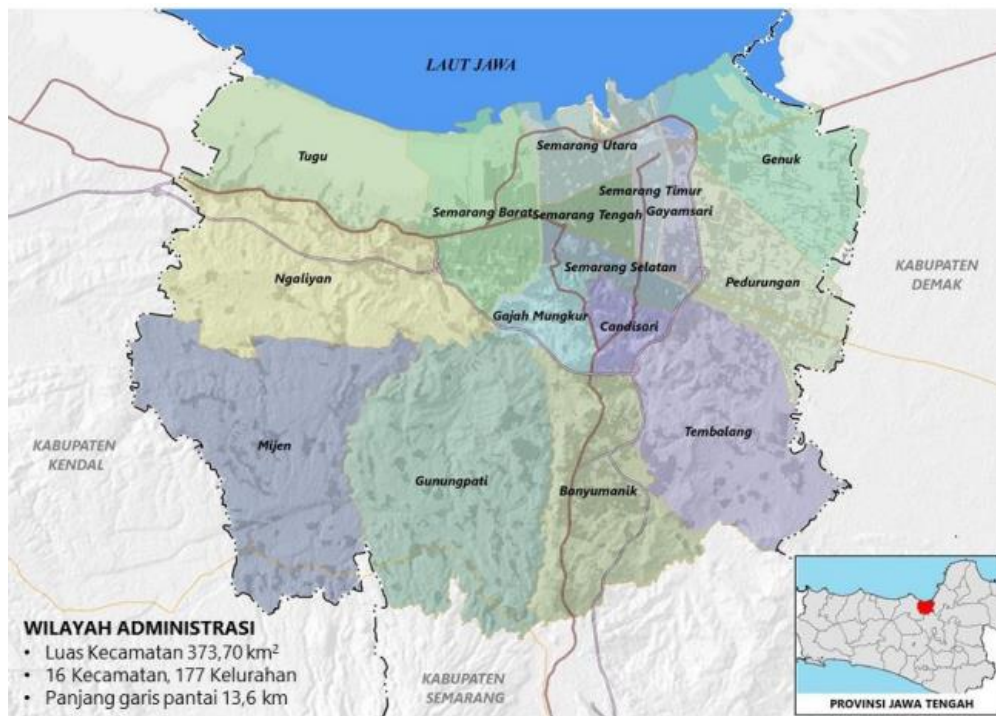 LAUT JAWA
Tugu
Semarang Utara
Genuk
Semarang Timur
Semarang Barat
Semarang Tengah
Gayamsari
Ngaliyan
Semarang Selatan
Pedurungan
KABUPATEN
DEMAK
Gajah Mungkur
Candisari
KABUPATEN
KENDAL
Mijen
Gunungpati
Banyumanik
Tembalang
WILAYAH ADMINISTRASI
• Luas Kecamatan 373,70 km²
• 16 Kecamatan, 177 Kelurahan
• Panjang garis pantai 13,6 km
KABUPATEN
SEMARANG
PROVINSI JAWA TENGAH